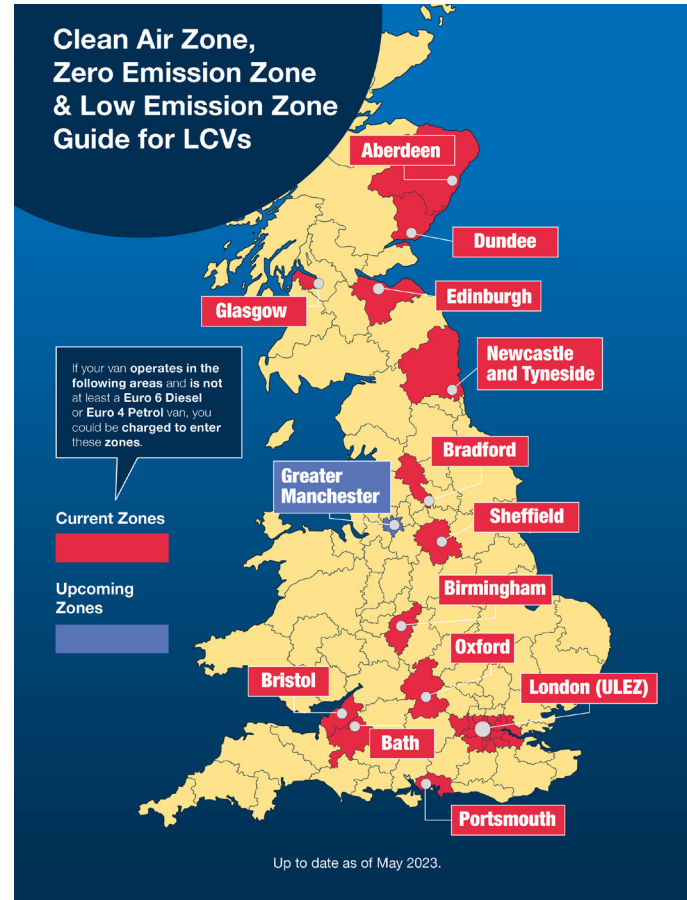 Clean Air Zone,
Zero Emission Zone
& Low Emission Zone
Guide for LCVs
Aberdeen
Dundee
Edinburgh
Glasgow
Newcastle
and Tyneside
If your van operates in the
following areas and is not
at least a Euro 6 Diesel
or Euro 4 Petrol van, you
could be charged to enter
these zones.
Bradford
Greater
Manchester
Sheffield
Current Zones
Birmingham
Upcoming
Zones
Oxford
Bristol
London (ULEZ)
Bath
Portsmouth
Up to date as of May 2023.